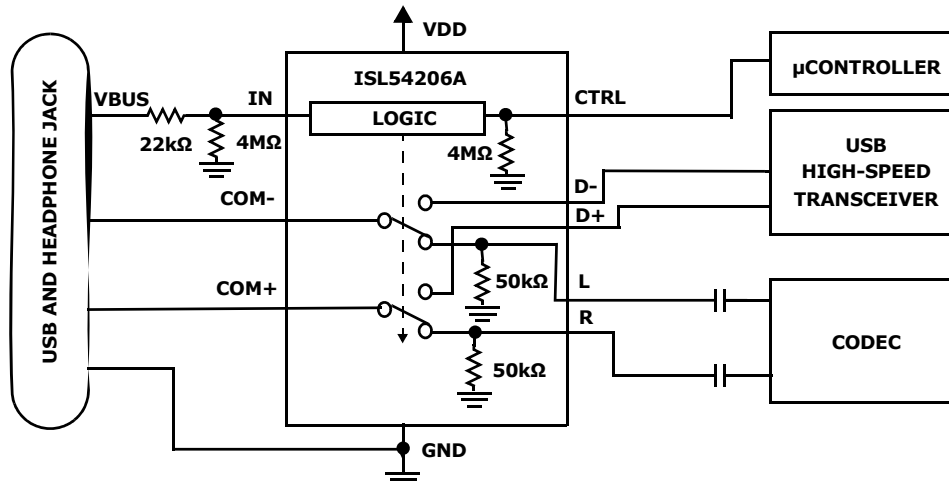 VDD
ISL54206A
µCONTROLLER
VBUS
IN
LOGIC
CTRL
22kΩ
4MΩ
4MΩ
USB
HIGH-SPEED
TRANSCEIVER
D-
D+
COM-
COM+
USB AND HEADPHONE JACK
50kΩ
L
R
50kΩ
CODEC
GND